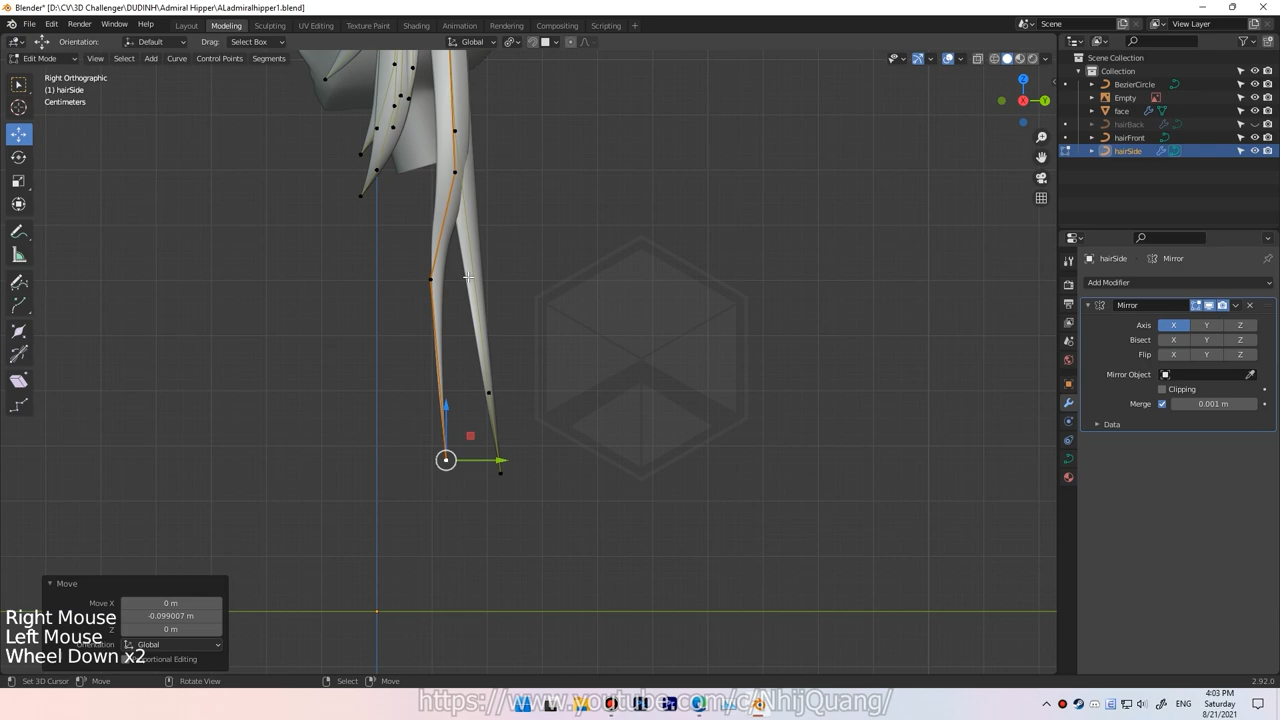 Blender* [D:\CV\3D Challenger\DUDINH\Admiral Hipper\ALadmiralhipper1.blend]
File Edit Render Window Help Layout Modeling Sculpting UV Editing Texture Paint Shading Animation Rendering Compositing Scripting + Scene View Layer
Orientation: Default Drag: Select Box Global
Edit Mode View Select Add Curve Control Points Segments
Right Orthographic
(1) hairSide
Centimeters
Z
X
Y
Scene Collection
Collection
BezierCircle
Empty
face
hairBack
hairFront
hairSide
hairSide Mirror
Add Modifier
Mirror
Axis X Y Z
Bisect X Y Z
Flip X Y Z
Mirror Object
Clipping
Merge 0.001 m
Data
Move
Move X 0 m
-0.099007 m
Z 0 m
Orientation Global
Proportional Editing
Right Mouse
Left Mouse
Wheel Down x2
Set 3D Cursor Move Rotate View Select Move 2.92.0
https://www.youtube.com/c/NhijQuang/
ENG
4:03 PM
Saturday
8/21/2021